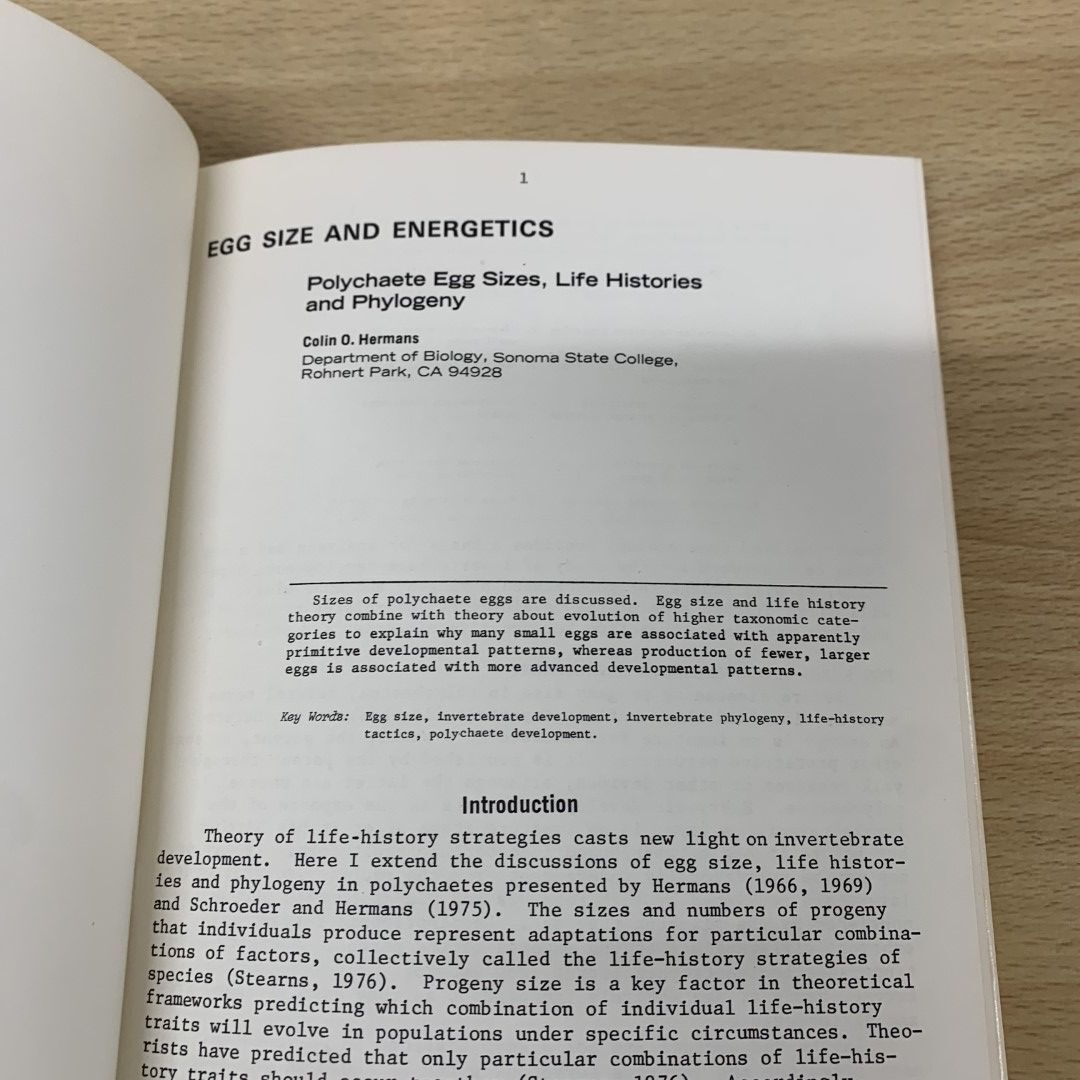 1
EGG SIZE AND ENERGETICS
Polychaete Egg Sizes, Life Histories
and Phylogeny
Colin O. Hermans
Department of Biology, Sonoma State College,
Rohnert Park, CA 94928
Sizes of polychaete eggs are discussed. Egg size and life history
theory combine with theory about evolution of higher taxonomic cate-
gories to explain why many small eggs are associated with apparently
primitive developmental patterns, whereas production of fewer, larger
eggs is associated with more advanced developmental patterns.
Key Words: Egg size, invertebrate development, invertebrate phylogeny, life-history
tactics, polychaete development.
Introduction
Theory of life-history strategies casts new light on invertebrate
development. Here I extend the discussions of egg size, life histor-
ies and phylogeny in polychaetes presented by Hermans (1966, 1969)
and Schroeder and Hermans (1975). The sizes and numbers of progeny
that individuals produce represent adaptations for particular combina-
tions of factors, collectively called the life-history strategies of
species (Stearns, 1976). Progeny size is a key factor in theoretical
frameworks predicting which combination of individual life-history
traits will evolve in populations under specific circumstances. Theo-
rists have predicted that only particular combinations of life-his-
tory traits should